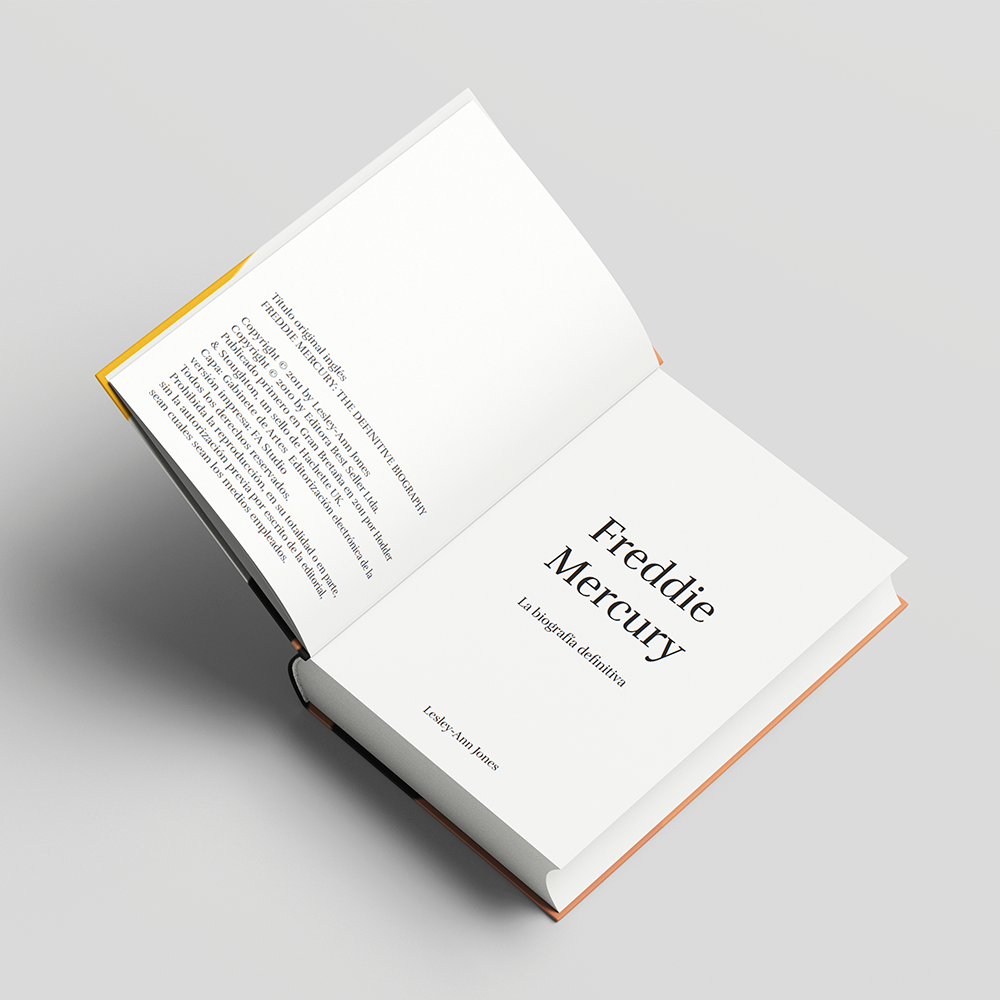 Título original inglés
FREDDIE MERCURY: THE DEFINITIVE BIOGRAPHY
Copyright © 2011 by Lesley-Ann Jones
Copyright © 2010 by Editora Best Seller Ltda.
Publicado primero en Gran Bretaña en 2011 por Hodder
& Stoughton, un sollo de Hachette UK.
Capa: Gabinete de Artes Editorización electrónica de la
versión impresa: FA Studio
Todos los derechos reservados.
Prohibida la reproducción, en su totalidad o en parte,
sin la autorización previa por escrito de la editorial,
sean cuales sean los medios empleados.
Freddie
Mercury
La biografía definitiva
Lesley-Ann Jones